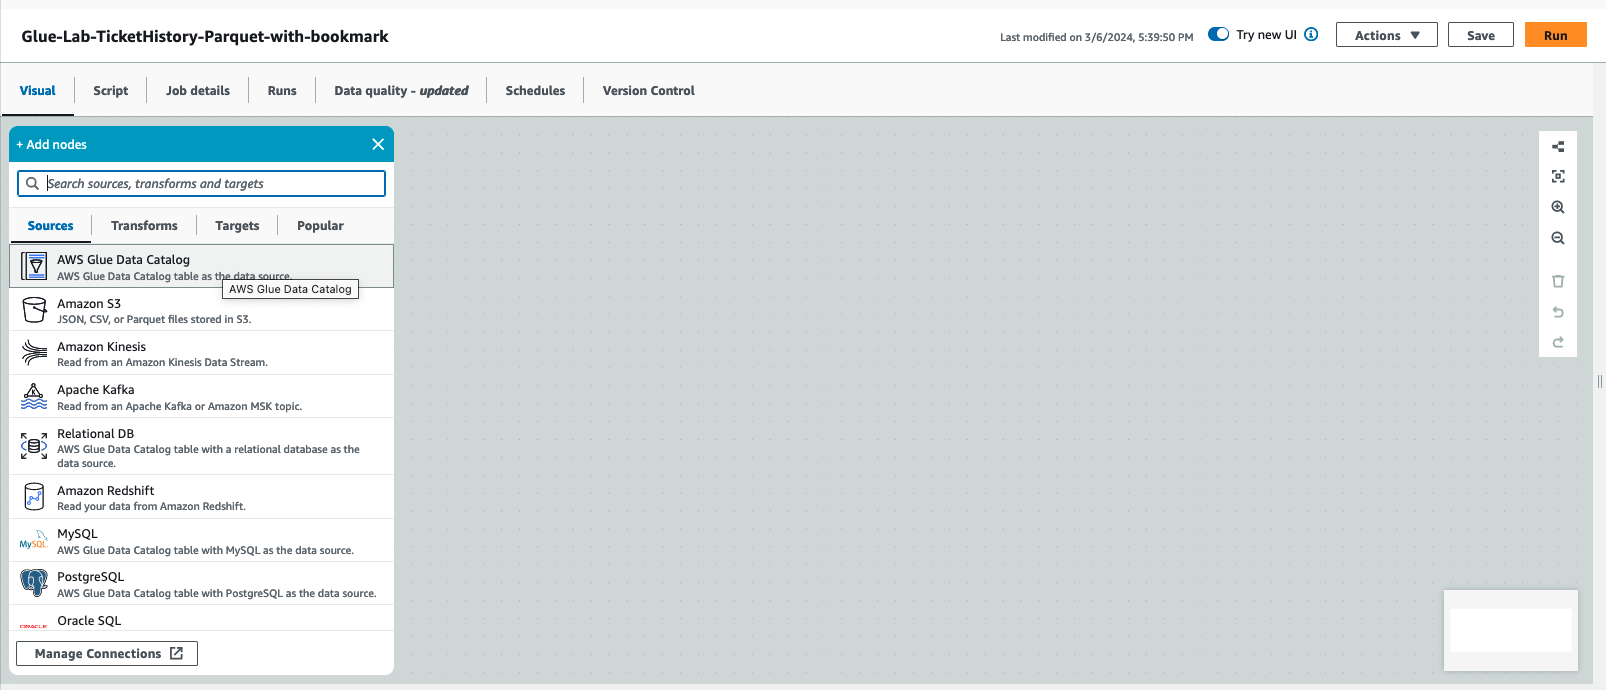 Glue-Lab-TicketHistory-Parquet-with-bookmark
Last modified on 3/6/2024, 5:39:50 PM
Try new UI
Actions
Save
Run
Visual
Script
Job details
Runs
Data quality - updated
Schedules
Version Control
+ Add nodes
Search sources, transforms and targets
Sources
Transforms
Targets
Popular
AWS Glue Data Catalog
AWS Glue Data Catalog table as the data source.
AWS Glue Data Catalog
Amazon S3
JSON, CSV, or Parquet files stored in S3.
Amazon Kinesis
Read from an Amazon Kinesis Data Stream.
Apache Kafka
Read from an Apache Kafka or Amazon MSK topic.
Relational DB
AWS Glue Data Catalog table with a relational database as the
data source.
Amazon Redshift
Read your data from Amazon Redshift.
MySQL
MySQL
AWS Glue Data Catalog table with MySQL as the data source.
PostgreSQL
AWS Glue Data Catalog table with PostgreSQL as the data source.
ORACLE
Oracle SQL
Manage Connections